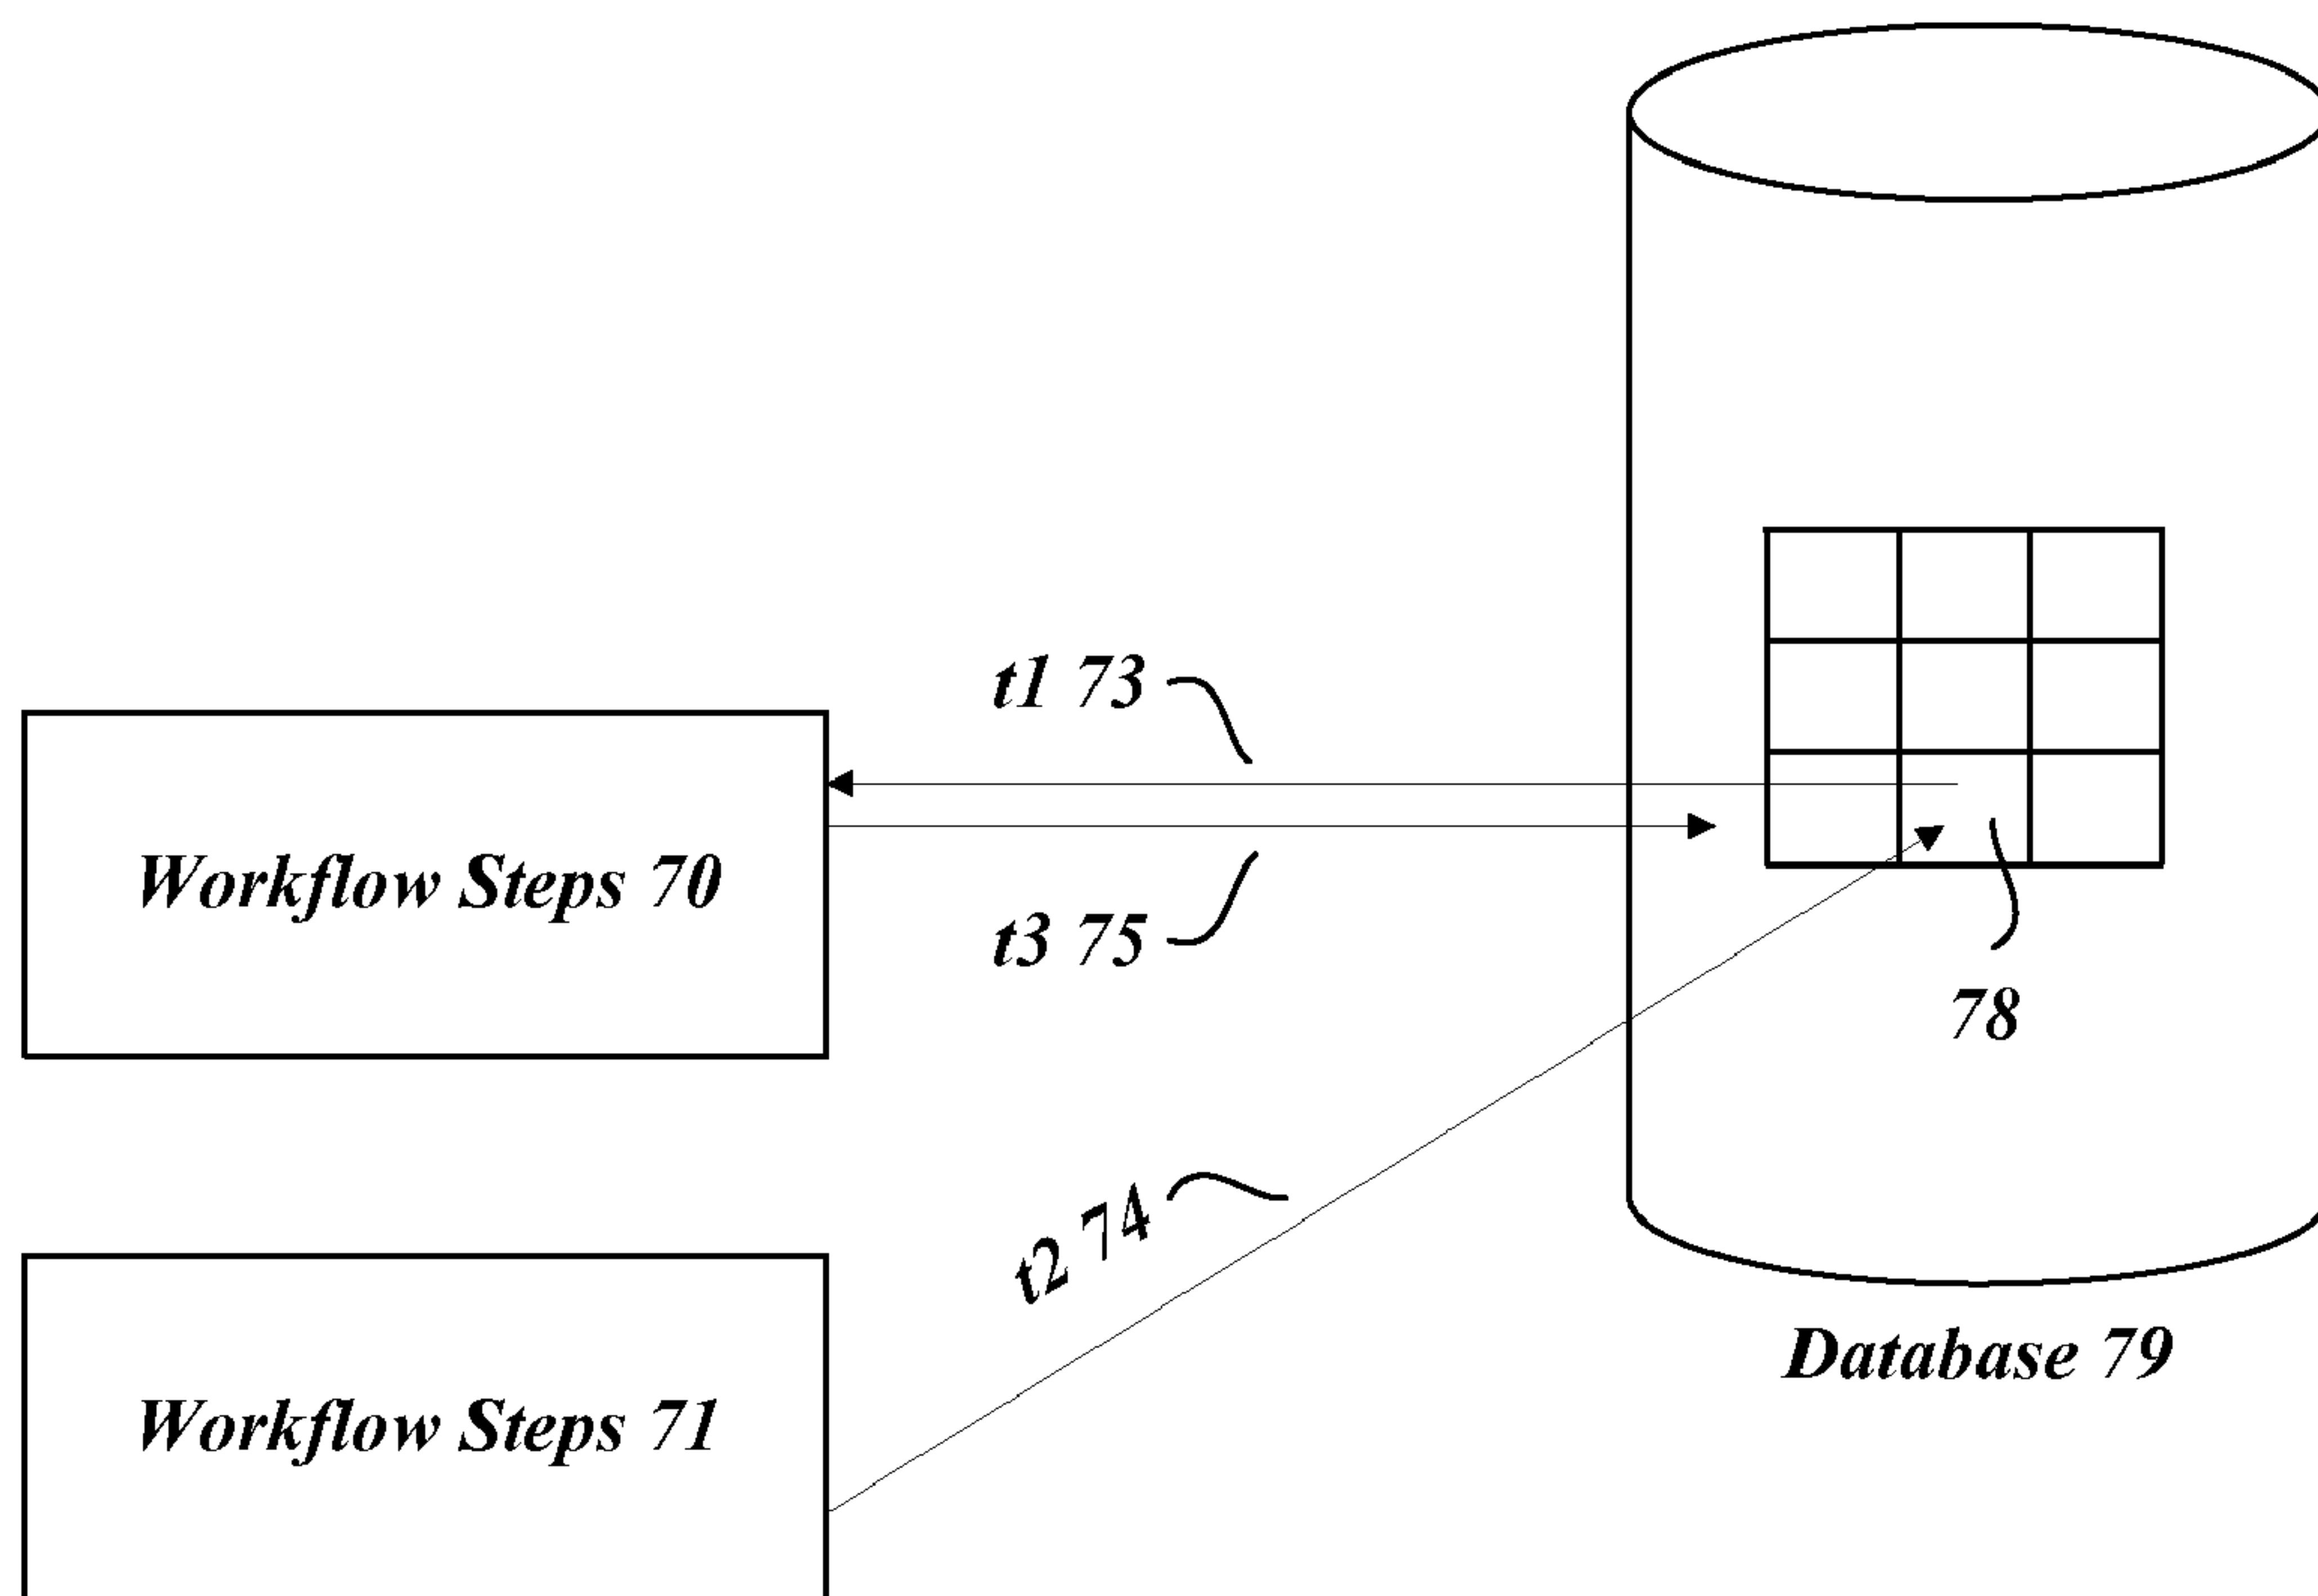 t1 73
Workflow Steps 70
t3 75
78
t2 74
Database 79
Workflow Steps 71